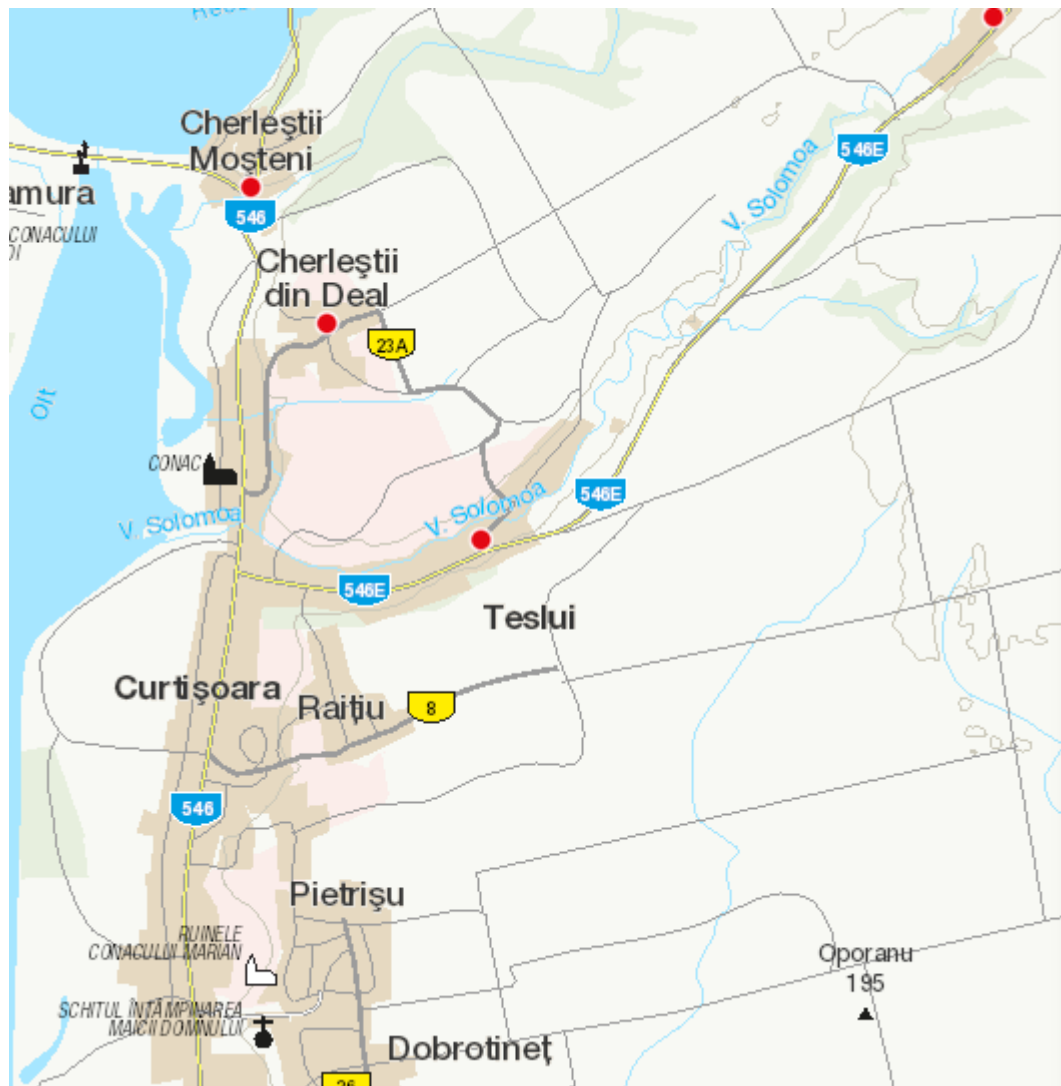 Cherleştii
Moşteni
546E
amura
546
V. Solomoa
CONACULUI
OI
Cherleştii
din Deal
23A
Olt
CONAC
546E
V. Solomoa
V. Solomoa
546E
Teslui
Curtişoara
Raiţiu
8
546
Pietrişu
RUINELE
CONACULUI MARIAN
Oporanu
195
SCHITUL ÎNTÂMPINAREA
MAICII DOMNULUI
Dobrotineţ